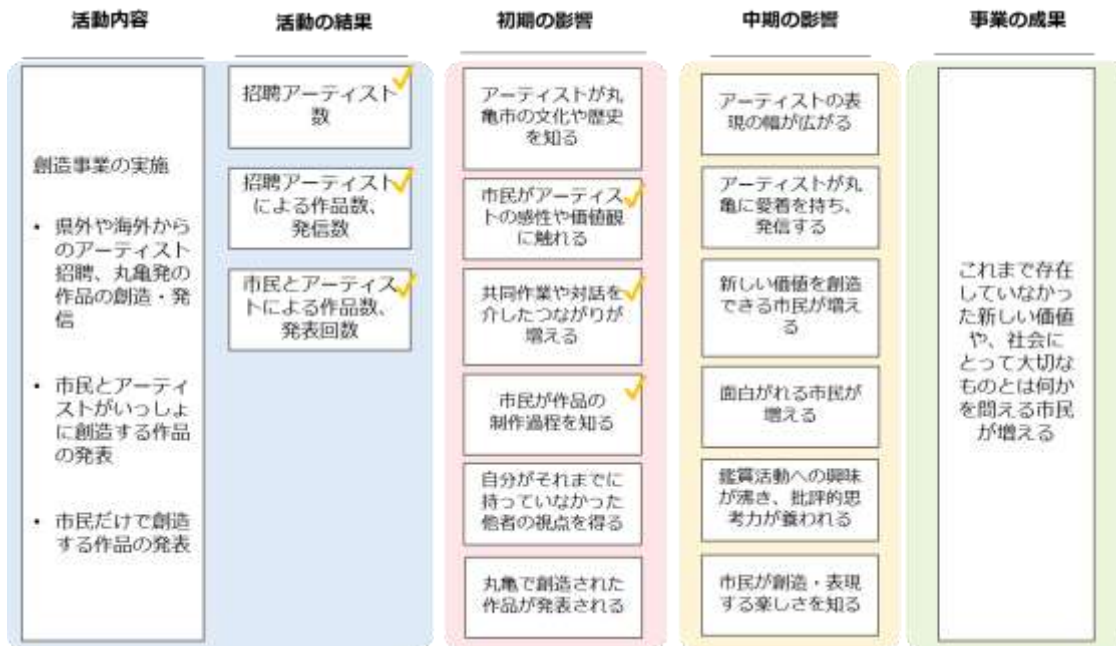 活動内容
活動の結果
初期の影響
中期の影響
事業の成果
創造事業の実施
• 県外や海外から
のアーティスト
招聘、丸亀発の
作品の創造・発
信
• 市民とアーティ
ストがいっしょ
に創造する作品
の発表
• 市民だけで創造
する作品の発表
招聘アーティスト
数
招聘アーティスト
による作品数、
発信数
市民とアーティス
トによる作品数、
発表回数
アーティストが丸
亀市の文化や歴史
を知る
市民がアーティス
トの感性や価値観
に触れる
共同作業や対話を
介したつながりが
増える
市民が作品の
制作過程を知る
自分がそれまでに
持っていなかった
他者の視点を得る
丸亀で創造された
作品が発表される
アーティストの表
現の幅が広がる
アーティストが丸
亀に愛着を持ち、
発信する
新しい価値を創造
できる市民が増え
る
面白がれる市民が
増える
鑑賞活動への興味
が沸き、批評的思
考力が養われる
市民が創造・表現
する楽しさを知る
これまで存在
していなかっ
た新しい価値
や、社会に
とって大切な
ものとは何か
を問える市民
が増える